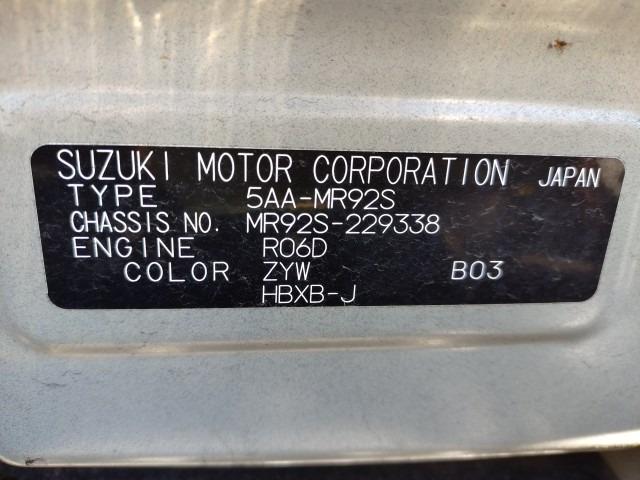 SUZUKI MOTOR CORPORATION JAPAN
TYPE 5AA-MR92S
CHASSIS NO. MR92S-229338
ENGINE R06D
COLOR ZYW B03
HBXB-J